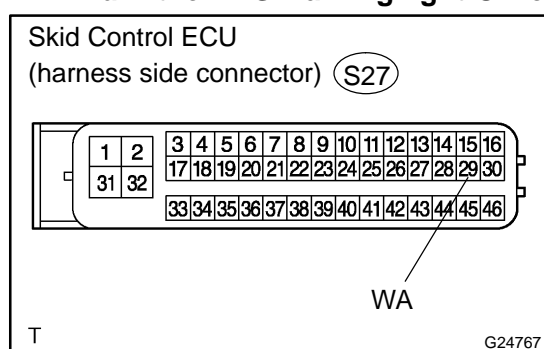 Skid Control ECU
(harness side connector) S27
1 2 3 4 5 6 7 8 9 10 11 12 13 14 15 16
17 18 19 20 21 22 23 24 25 26 27 28 29 30
31 32
33 34 35 36 37 38 39 40 41 42 43 44 45 46
WA
T
G24767